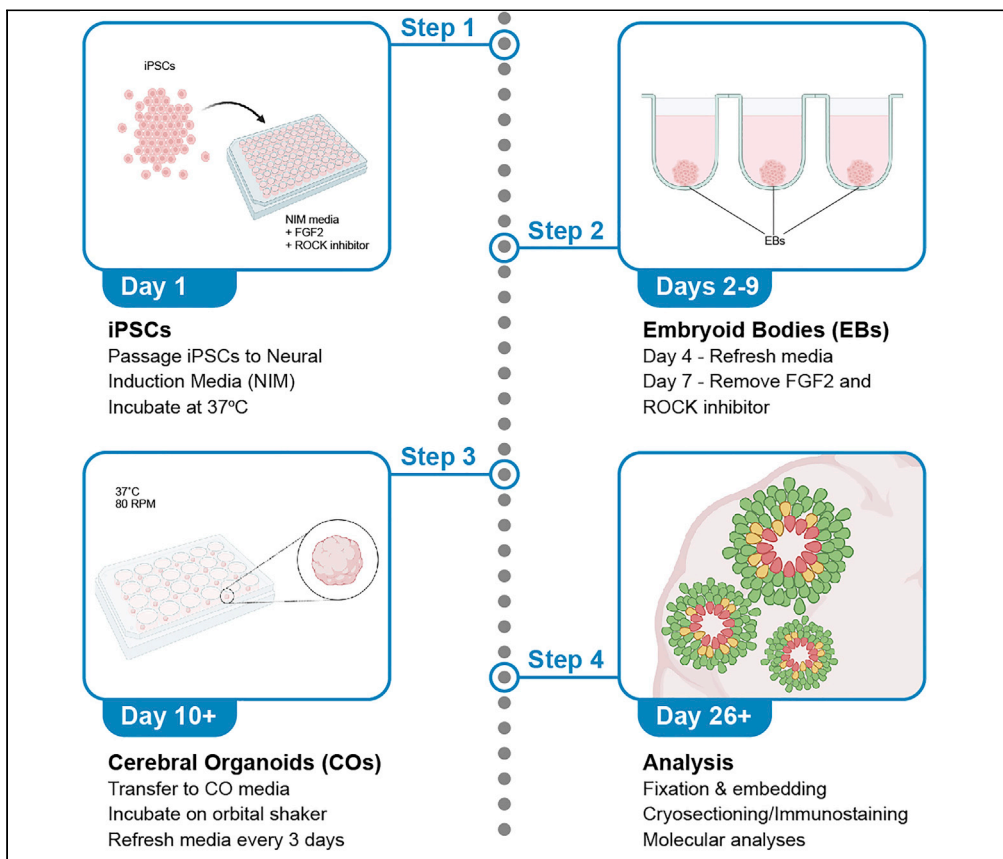 Step 1
iPSCs
NIM media
+ FGF2
+ ROCK inhibitor
Day 1
iPSCs
Passage iPSCs to Neural
Induction Media (NIM)
Incubate at 37ºC
Step 2
EBs
Days 2-9
Embryoid Bodies (EBs)
Day 4 - Refresh media
Day 7 - Remove FGF2 and
ROCK inhibitor
Step 3
37°C
80 RPM
Day 10+
Cerebral Organoids (COs)
Transfer to CO media
Incubate on orbital shaker
Refresh media every 3 days
Step 4
Day 26+
Analysis
Fixation & embedding
Cryosectioning/Immunostaining
Molecular analyses